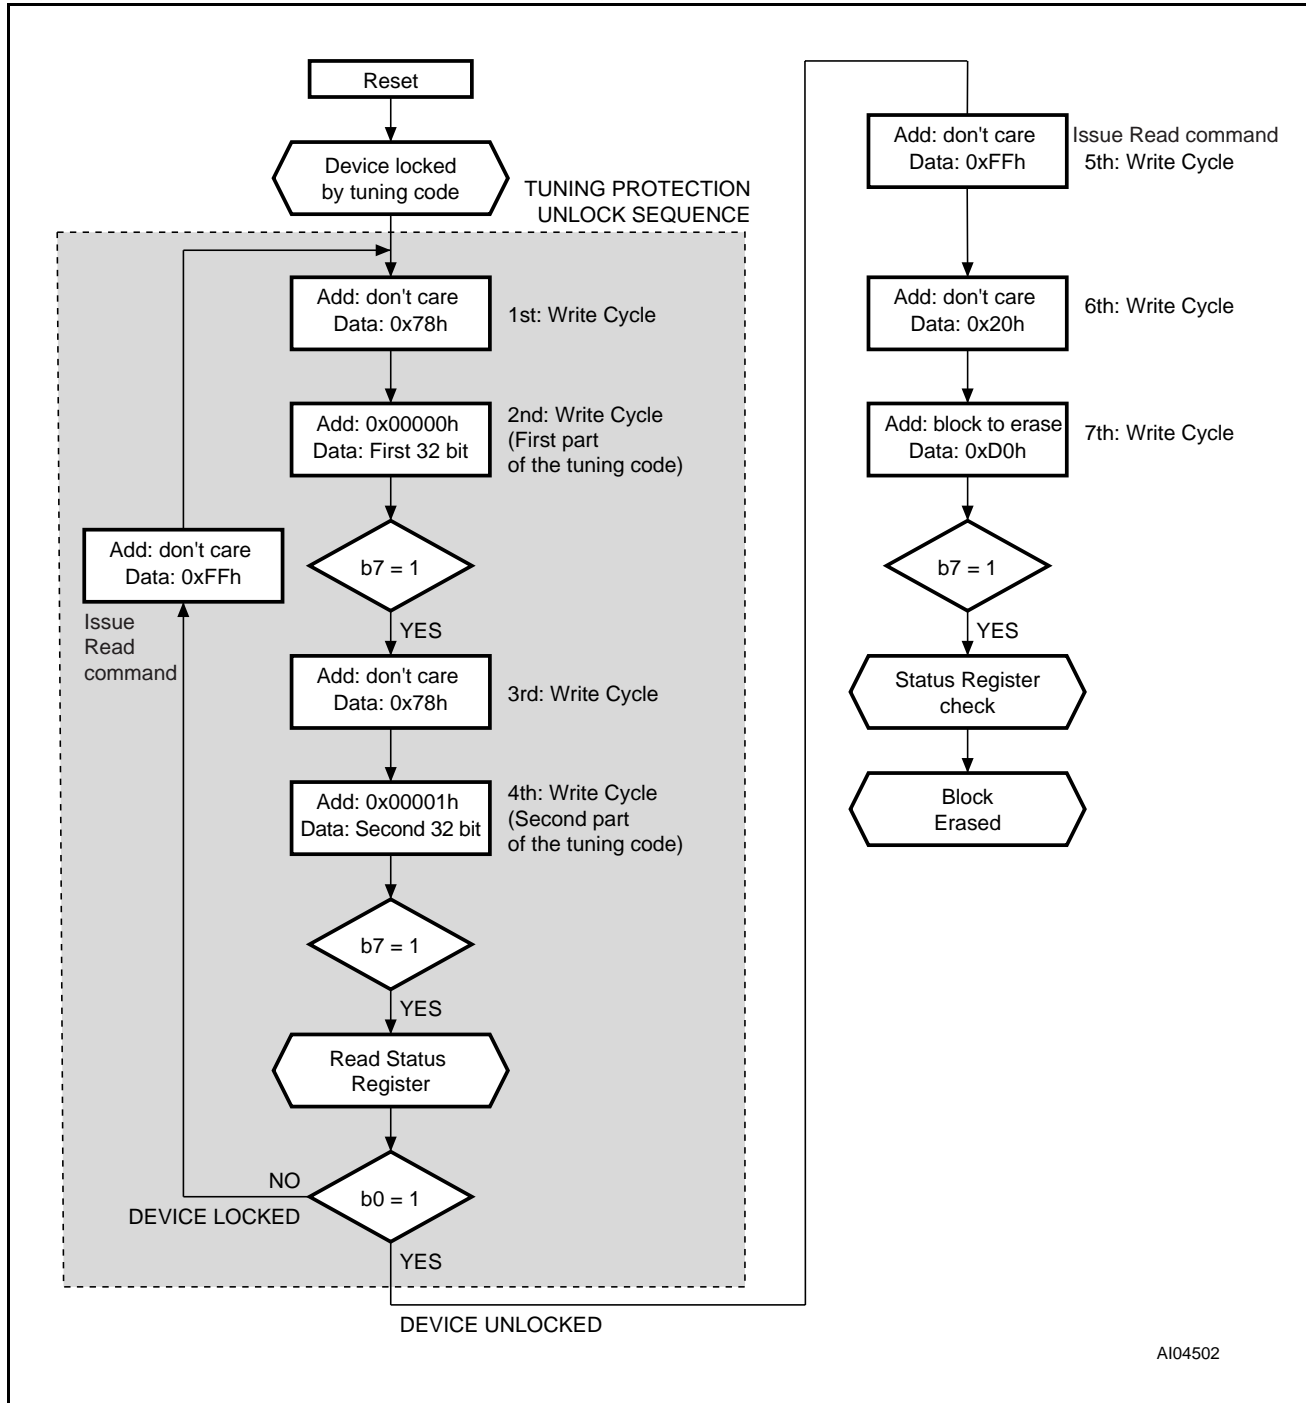 Reset
Device locked
by tuning code
TUNING PROTECTION
UNLOCK SEQUENCE
Add: don't care
Data: 0x78h
1st: Write Cycle
Add: 0x00000h
Data: First 32 bit
2nd: Write Cycle
(First part
of the tuning code)
b7 = 1
YES
Add: don't care
Data: 0xFFh
Issue
Read
command
Add: don't care
Data: 0x78h
3rd: Write Cycle
Add: 0x00001h
Data: Second 32 bit
4th: Write Cycle
(Second part
of the tuning code)
b7 = 1
YES
Read Status
Register
b0 = 1
NO
DEVICE LOCKED
YES
DEVICE UNLOCKED
Add: don't care
Data: 0xFFh
Issue Read command
5th: Write Cycle
Add: don't care
Data: 0x20h
6th: Write Cycle
Add: block to erase
Data: 0xD0h
7th: Write Cycle
b7 = 1
YES
Status Register
check
Block
Erased
AI04502